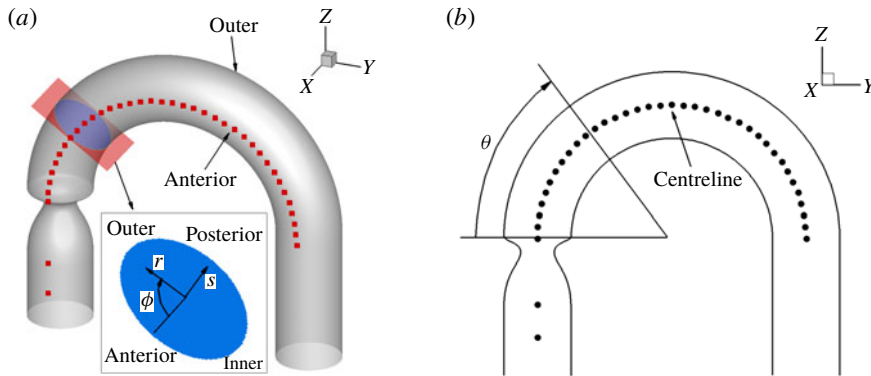 (a)
Outer
Z
Y
X
Anterior
Outer
Posterior
r
s
ϕ
Anterior
Inner
(b)
Z
X
Y
θ
Centreline